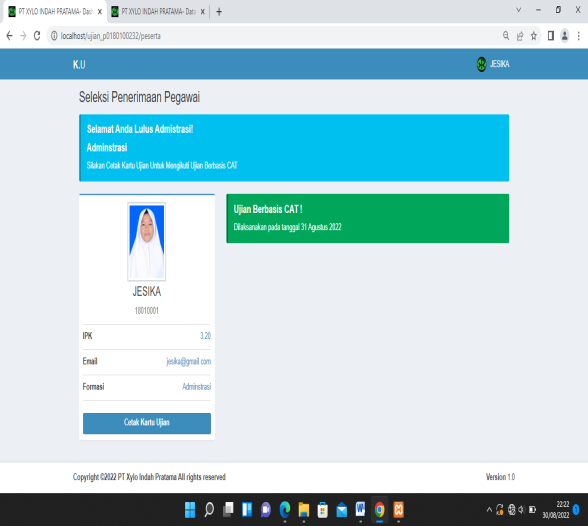 PT XYLO INDAH PRATAMA- Dash
PT XYLO INDAH PRATAMA- Data
localhost/ujian_p0180100232/peserta
K.U
JESIKA
Seleksi Penerimaan Pegawai
Selamat Anda Lulus Admistrasi!
Adminstrasi
Silakan Cetak Kartu Ujian Untuk Mengikuti Ujian Berbasis CAT
Ujian Berbasis CAT !
Dilaksanakan pada tanggal 31 Agustus 2022
JESIKA
18010001
IPK 3.20
Email jesika@gmail.com
Formasi Adminstrasi
Cetak Kartu Ujian
Copyright ©2022 PT Xylo Indah Pratama All rights reserved
Version 1.0
22:22
30/08/2022